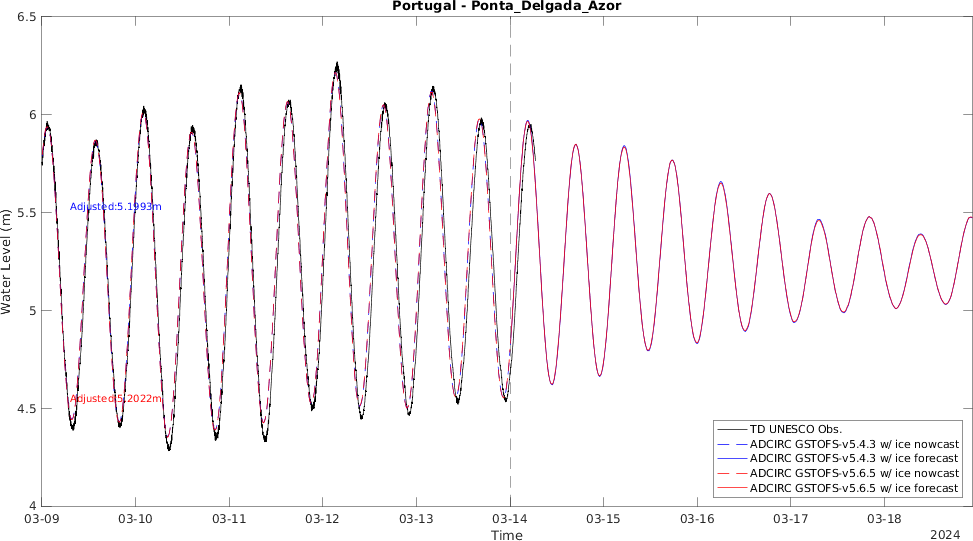 Portugal - Ponta_Delgada_Azor
6.5
6
5.5
5
4.5
4
Water Level (m)
Adjusted:5.1993m
Adjusted:5.2022m
TD UNESCO Obs.
ADCIRC GSTOFS-v5.4.3 w/ ice nowcast
ADCIRC GSTOFS-v5.4.3 w/ ice forecast
ADCIRC GSTOFS-v5.6.5 w/ ice nowcast
ADCIRC GSTOFS-v5.6.5 w/ ice forecast
03-09 03-10 03-11 03-12 03-13 03-14 03-15 03-16 03-17 03-18
Time
2024